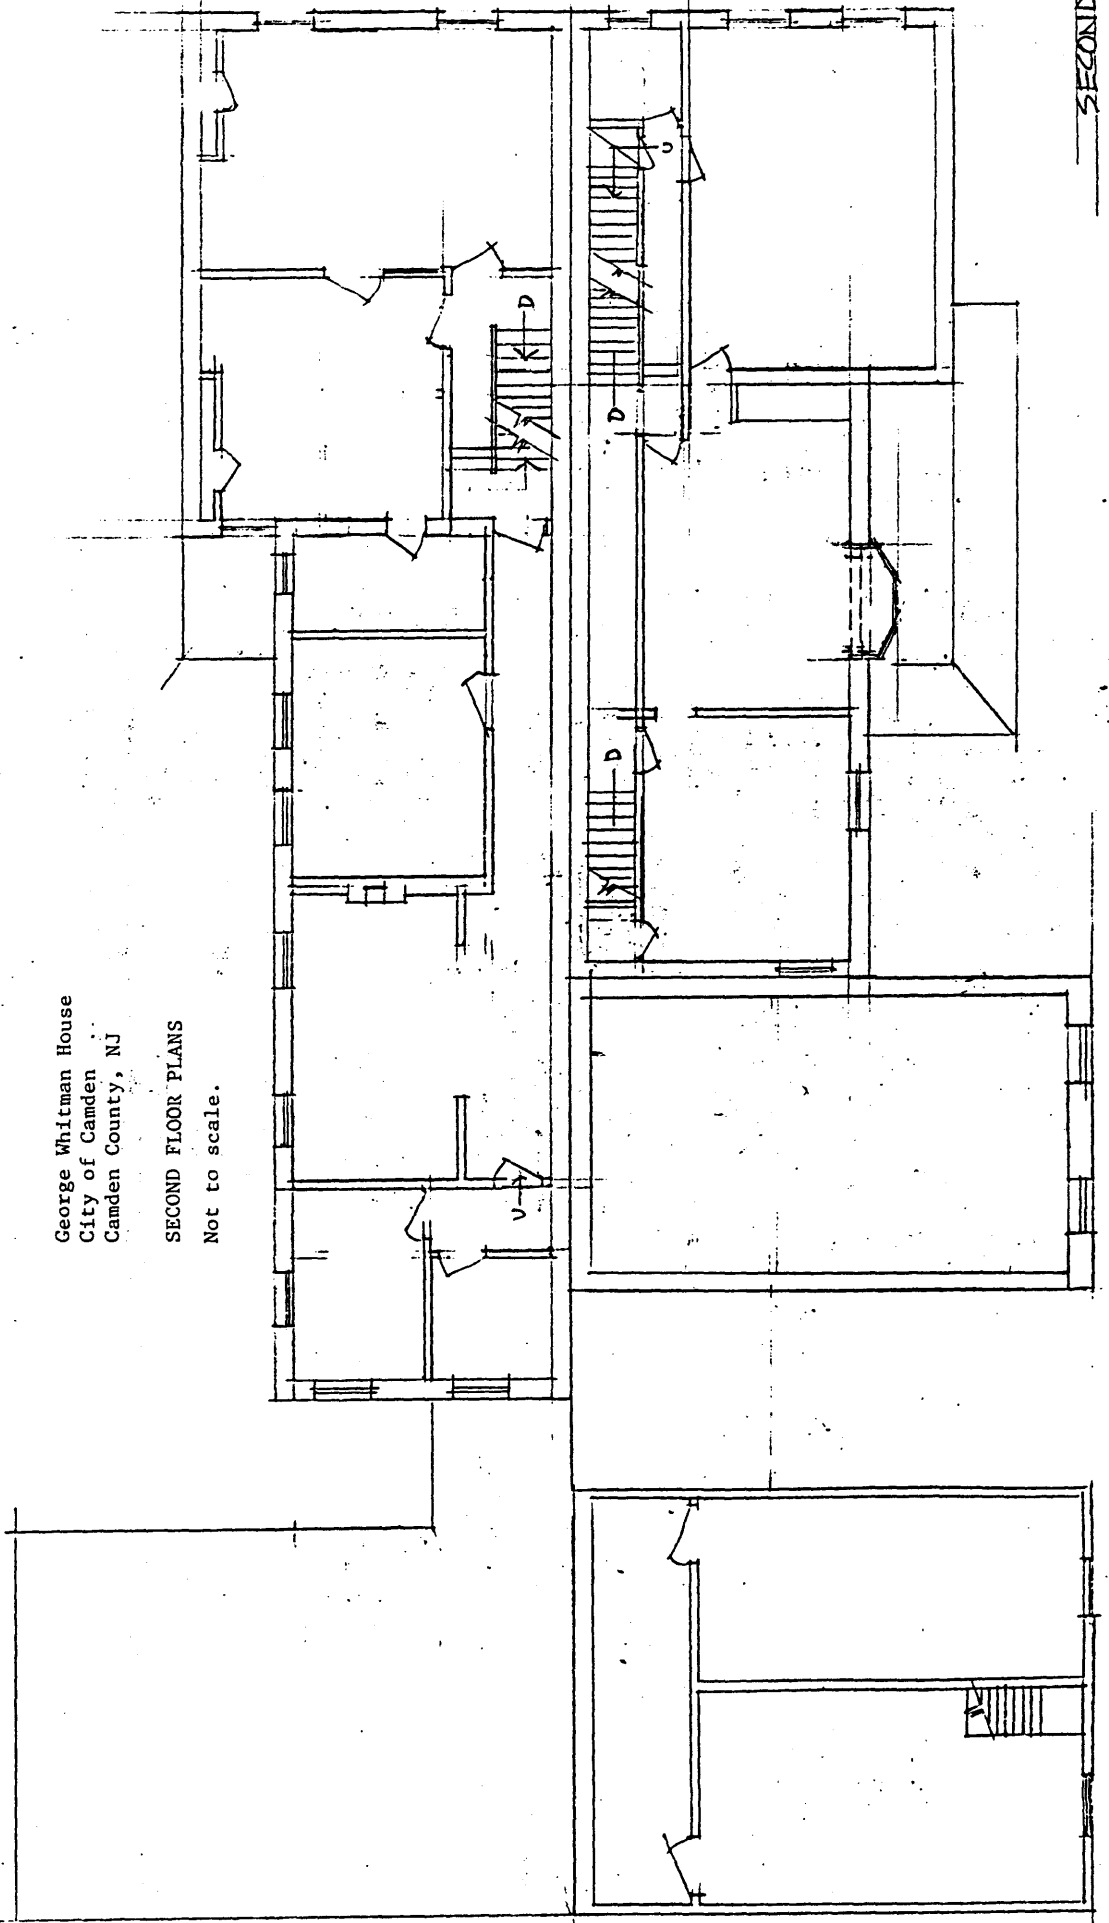 George Whitman House
City of Camden
Camden County, NJ
SECOND FLOOR PLANS
Not to scale.
SECOND
D
U
D
D
U